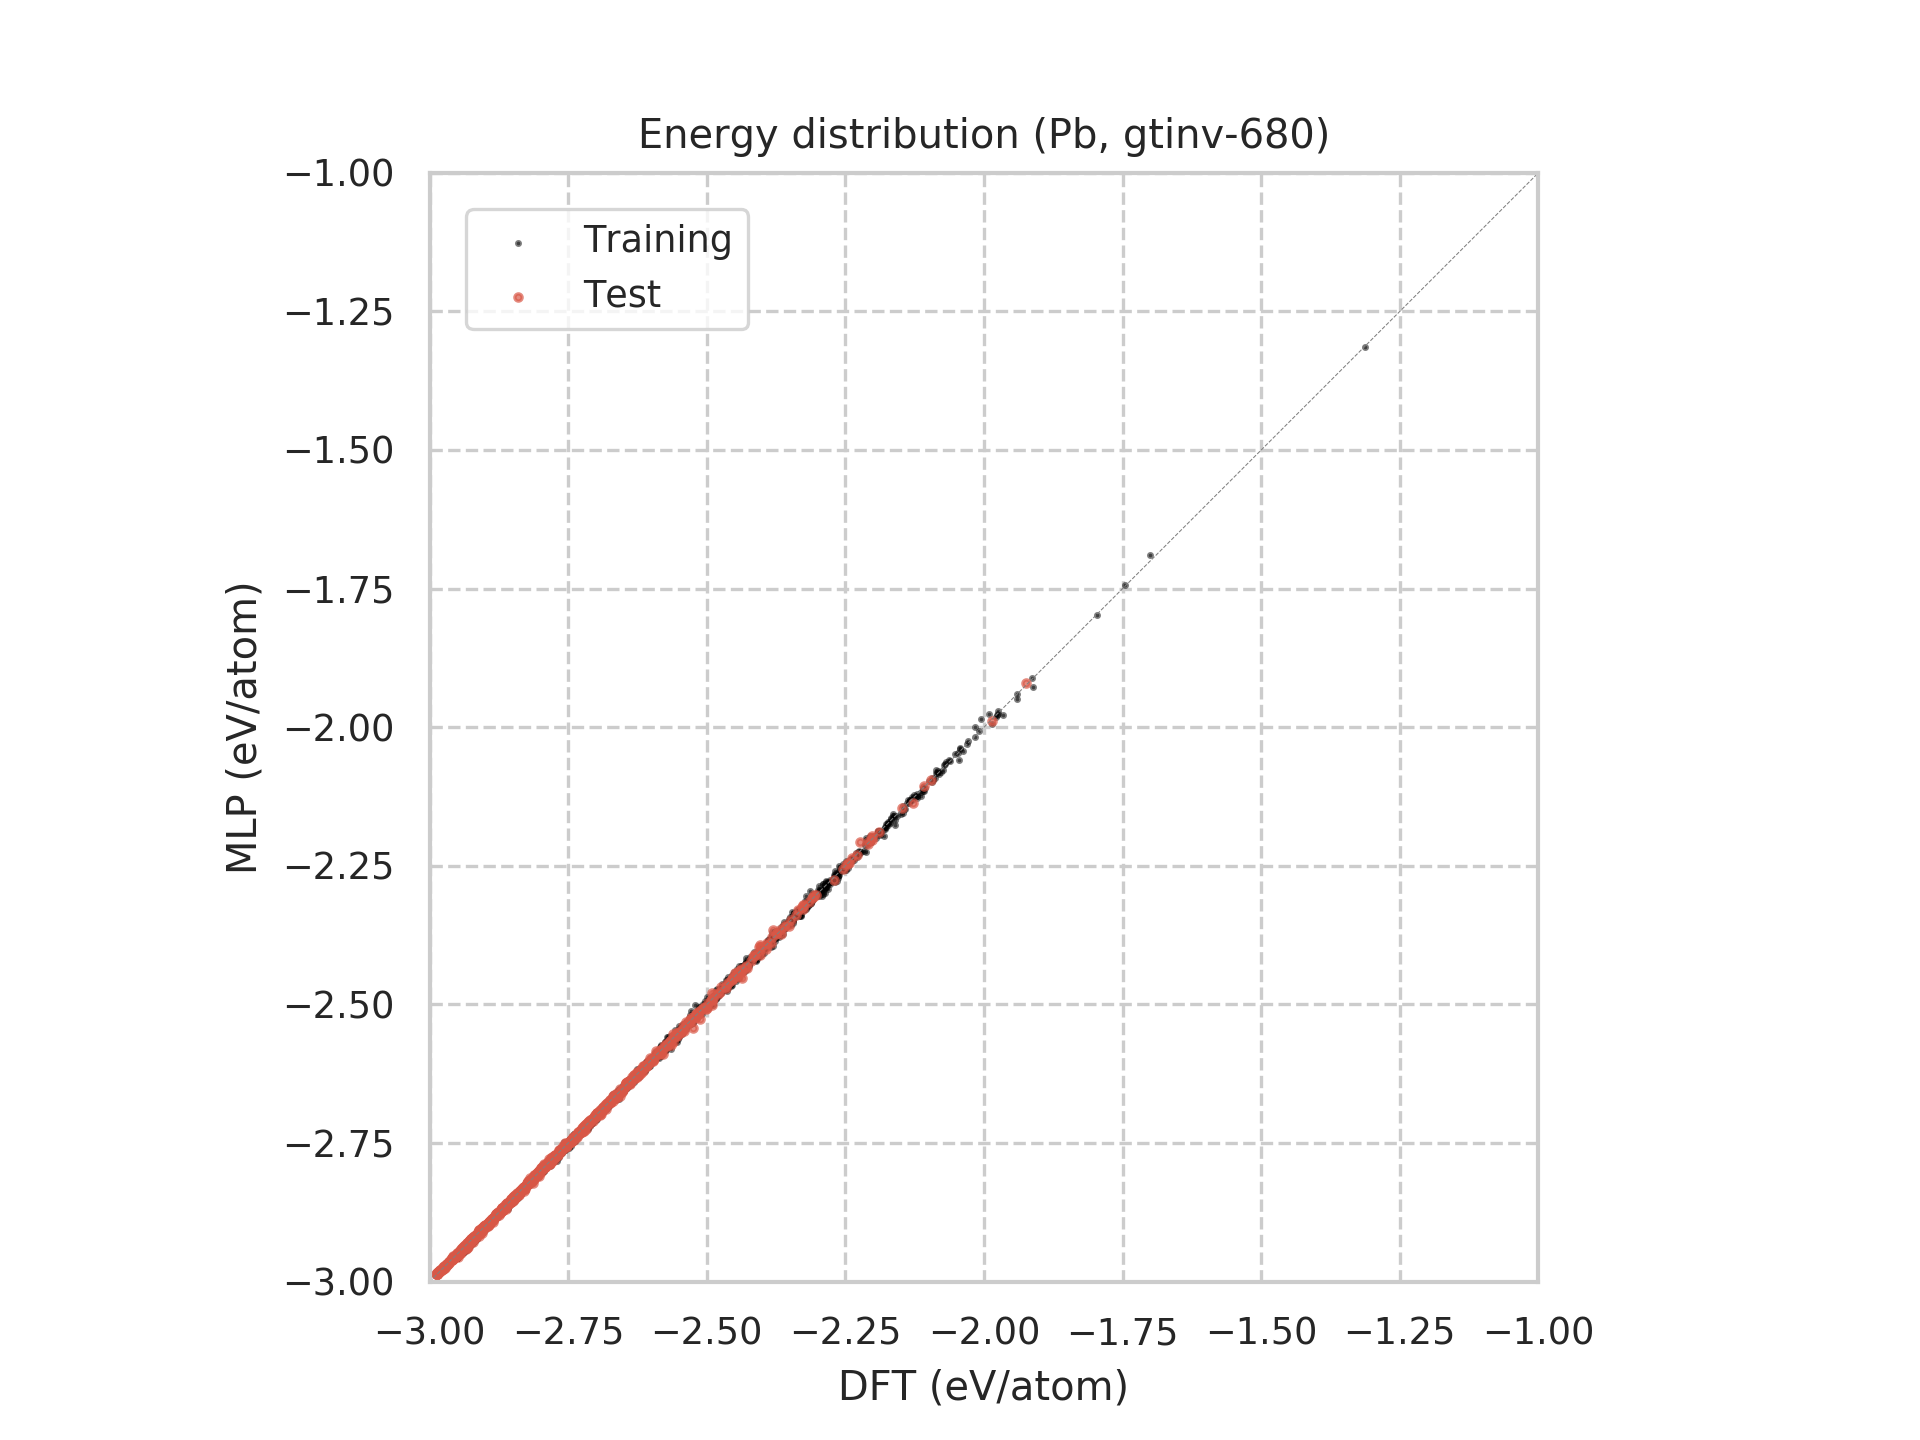 Energy distribution (Pb, gtinv-680)
−1.00
−1.25
−1.50
−1.75
−2.00
−2.25
−2.50
−2.75
−3.00
Training
Test
MLP (eV/atom)
−3.00 −2.75 −2.50 −2.25 −2.00 −1.75 −1.50 −1.25 −1.00
DFT (eV/atom)